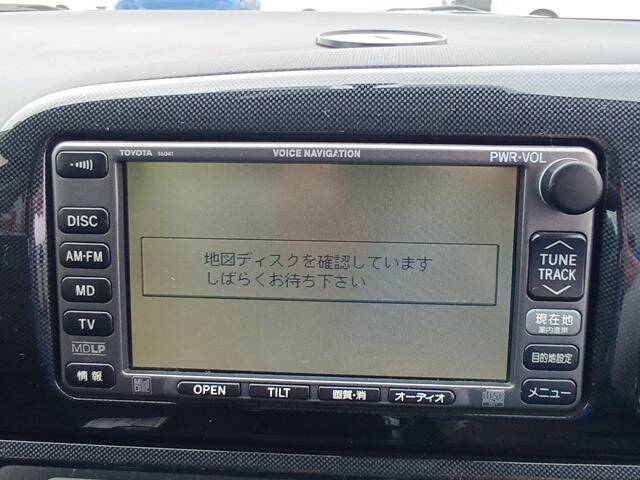 TOYOTA 16041 VOICE NAVIGATION PWR·VOL
DISC
AM·FM
MD
TV
MDLP
情報
地図ディスクを確認しています
しばらくお待ち下さい
TUNE
TRACK
現在地
案内音声
目的地設定
メニュー
OPEN TILT 画質·消 オーディオ